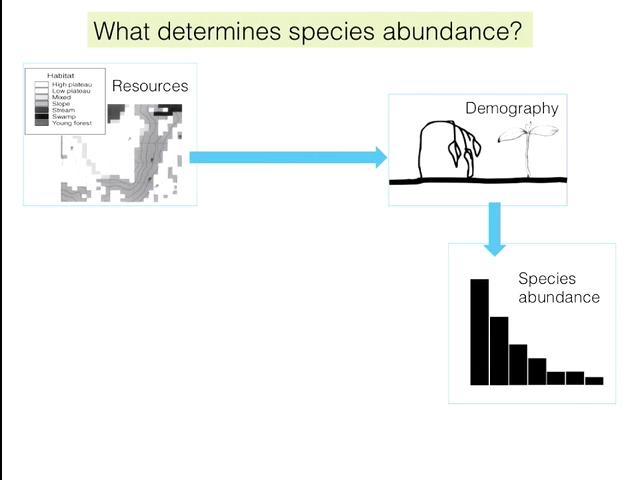 What determines species abundance?
Habitat
High plateau
Low plateau
Mixed
Slope
Stream
Swamp
Young forest
Resources
Demography
Species
abundance